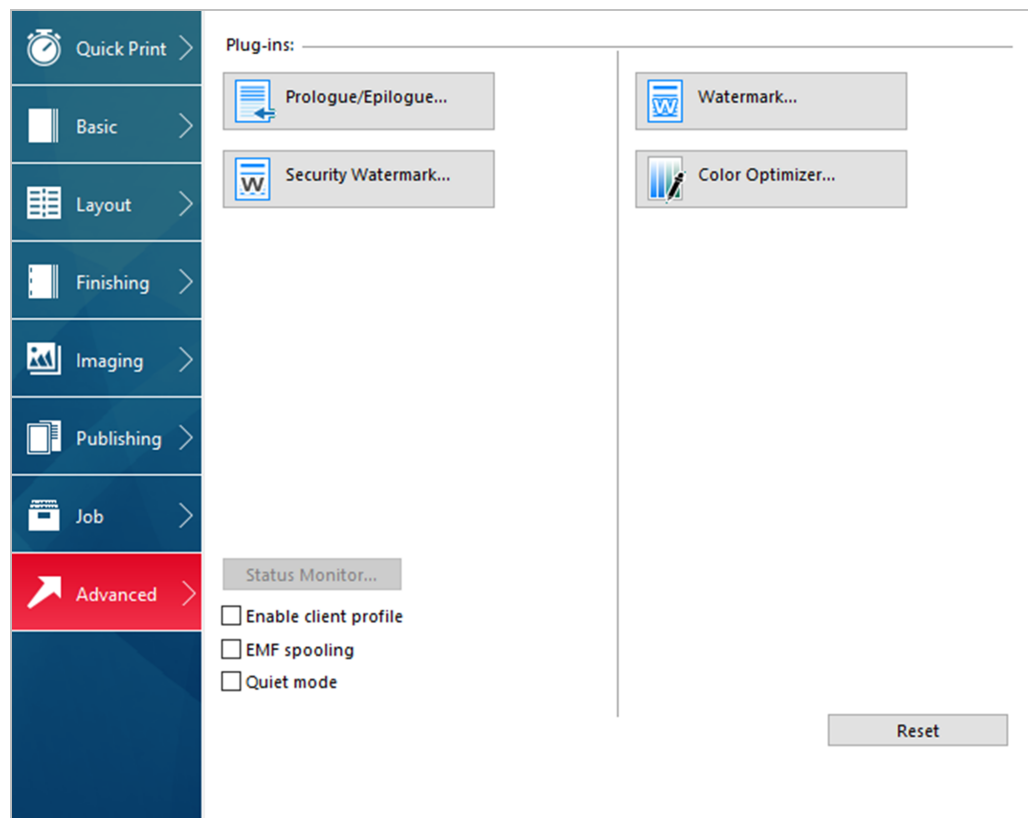 Quick Print
Basic
Layout
Finishing
Imaging
Publishing
Job
Advanced
Plug-ins:
Prologue/Epilogue...
Watermark...
Security Watermark...
Color Optimizer...
Status Monitor...
Enable client profile
EMF spooling
Quiet mode
Reset